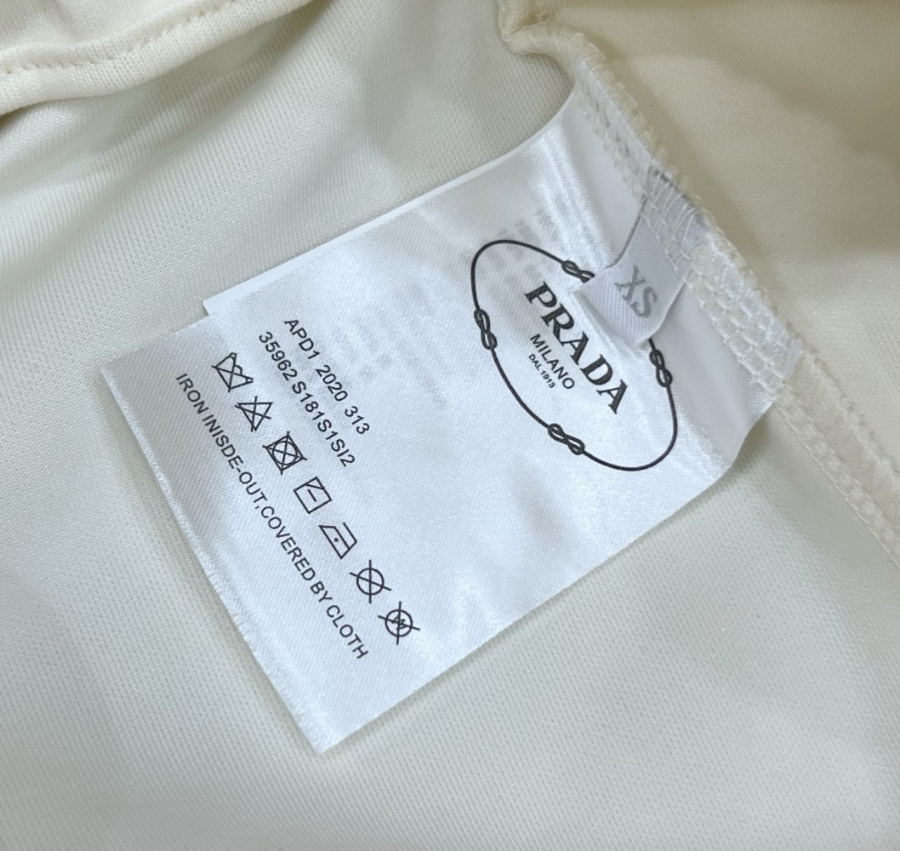 XS
PRADA
MILANO
DAL 1913
APD1 2020 313
35962 S181S1SI2
IRON INISDE-OUT,COVERED BY CLOTH